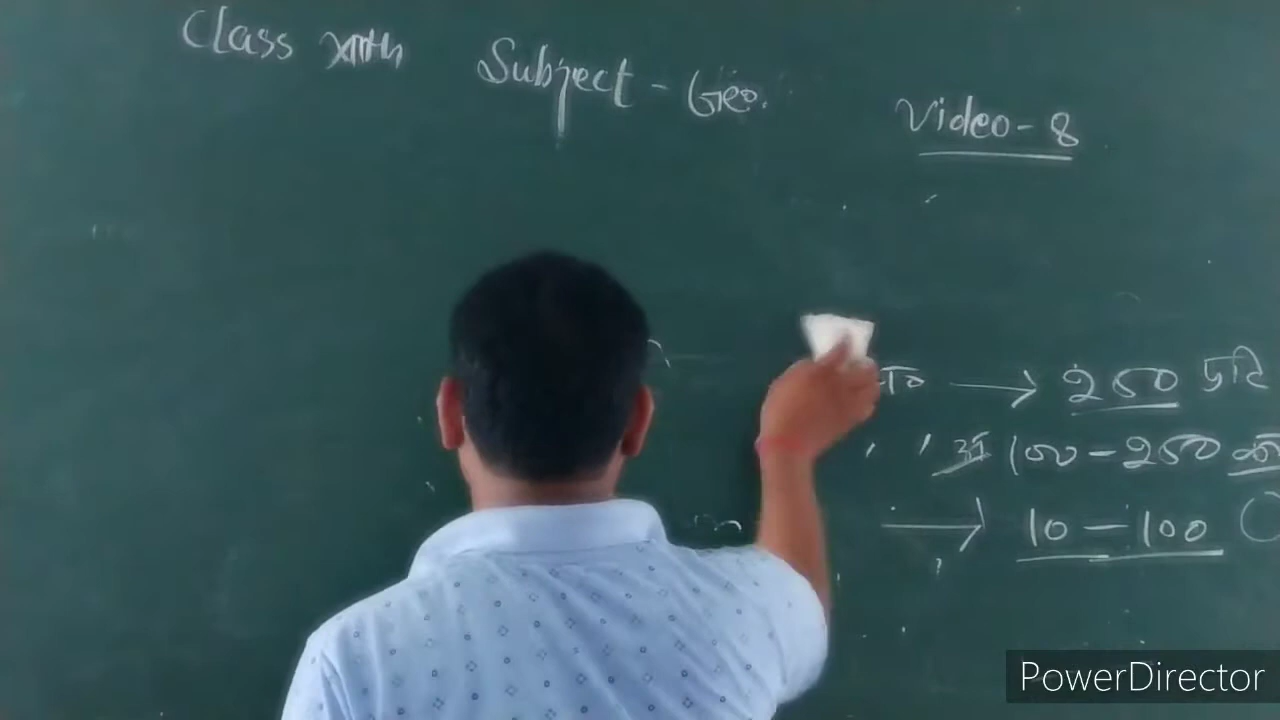 Class XIIth Subject - Geo.
Video - 8
→ 250 प्रति
100 - 250
→ 10 - 100
PowerDirector